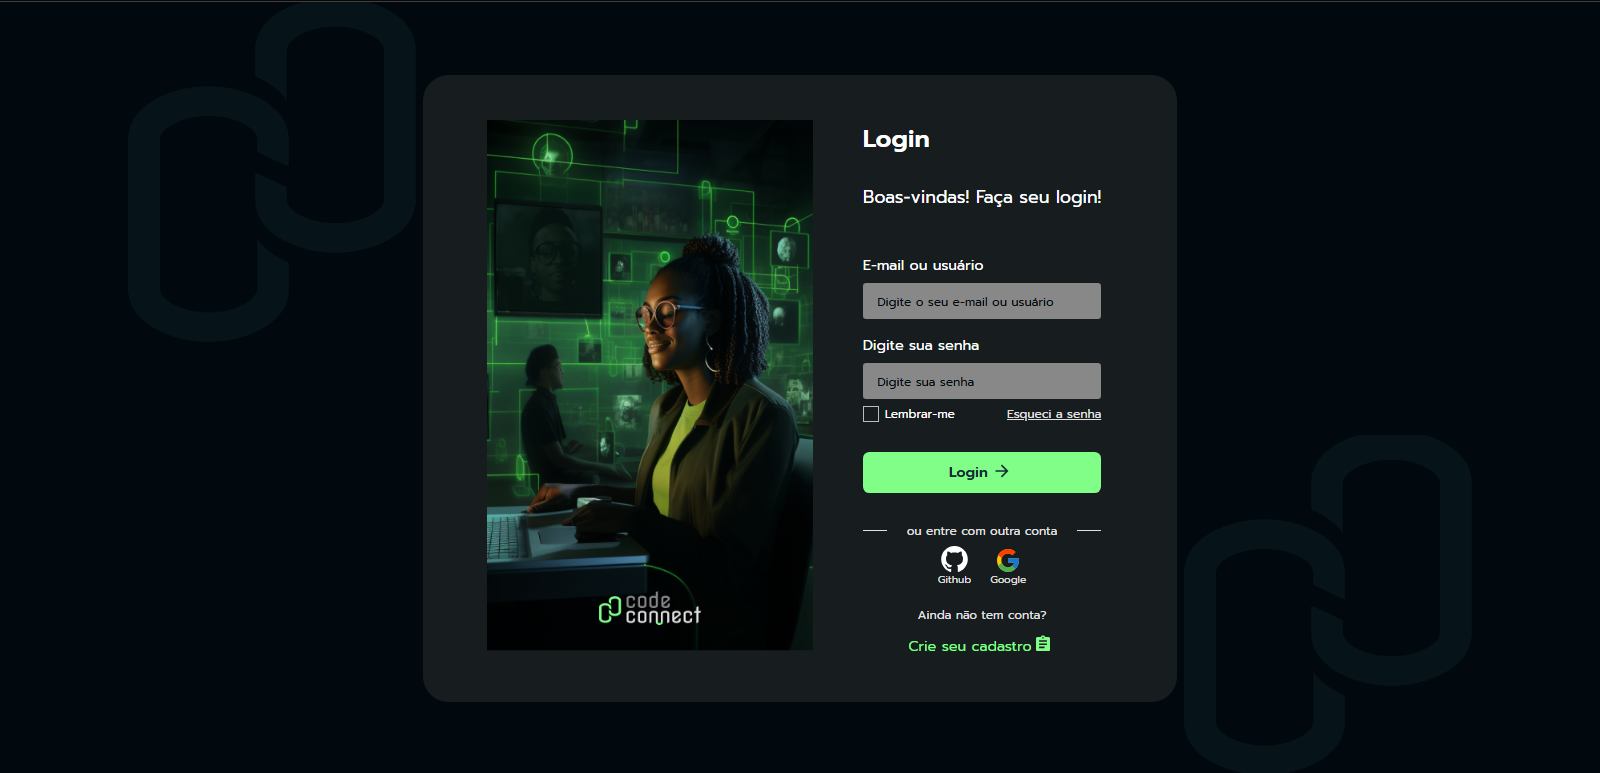 code
connect
Login
Boas-vindas! Faça seu login!
E-mail ou usuário
Digite o seu e-mail ou usuário
Digite sua senha
Digite sua senha
Lembrar-me
Esqueci a senha
Login
ou entre com outra conta
Github
Google
Ainda não tem conta?
Crie seu cadastro